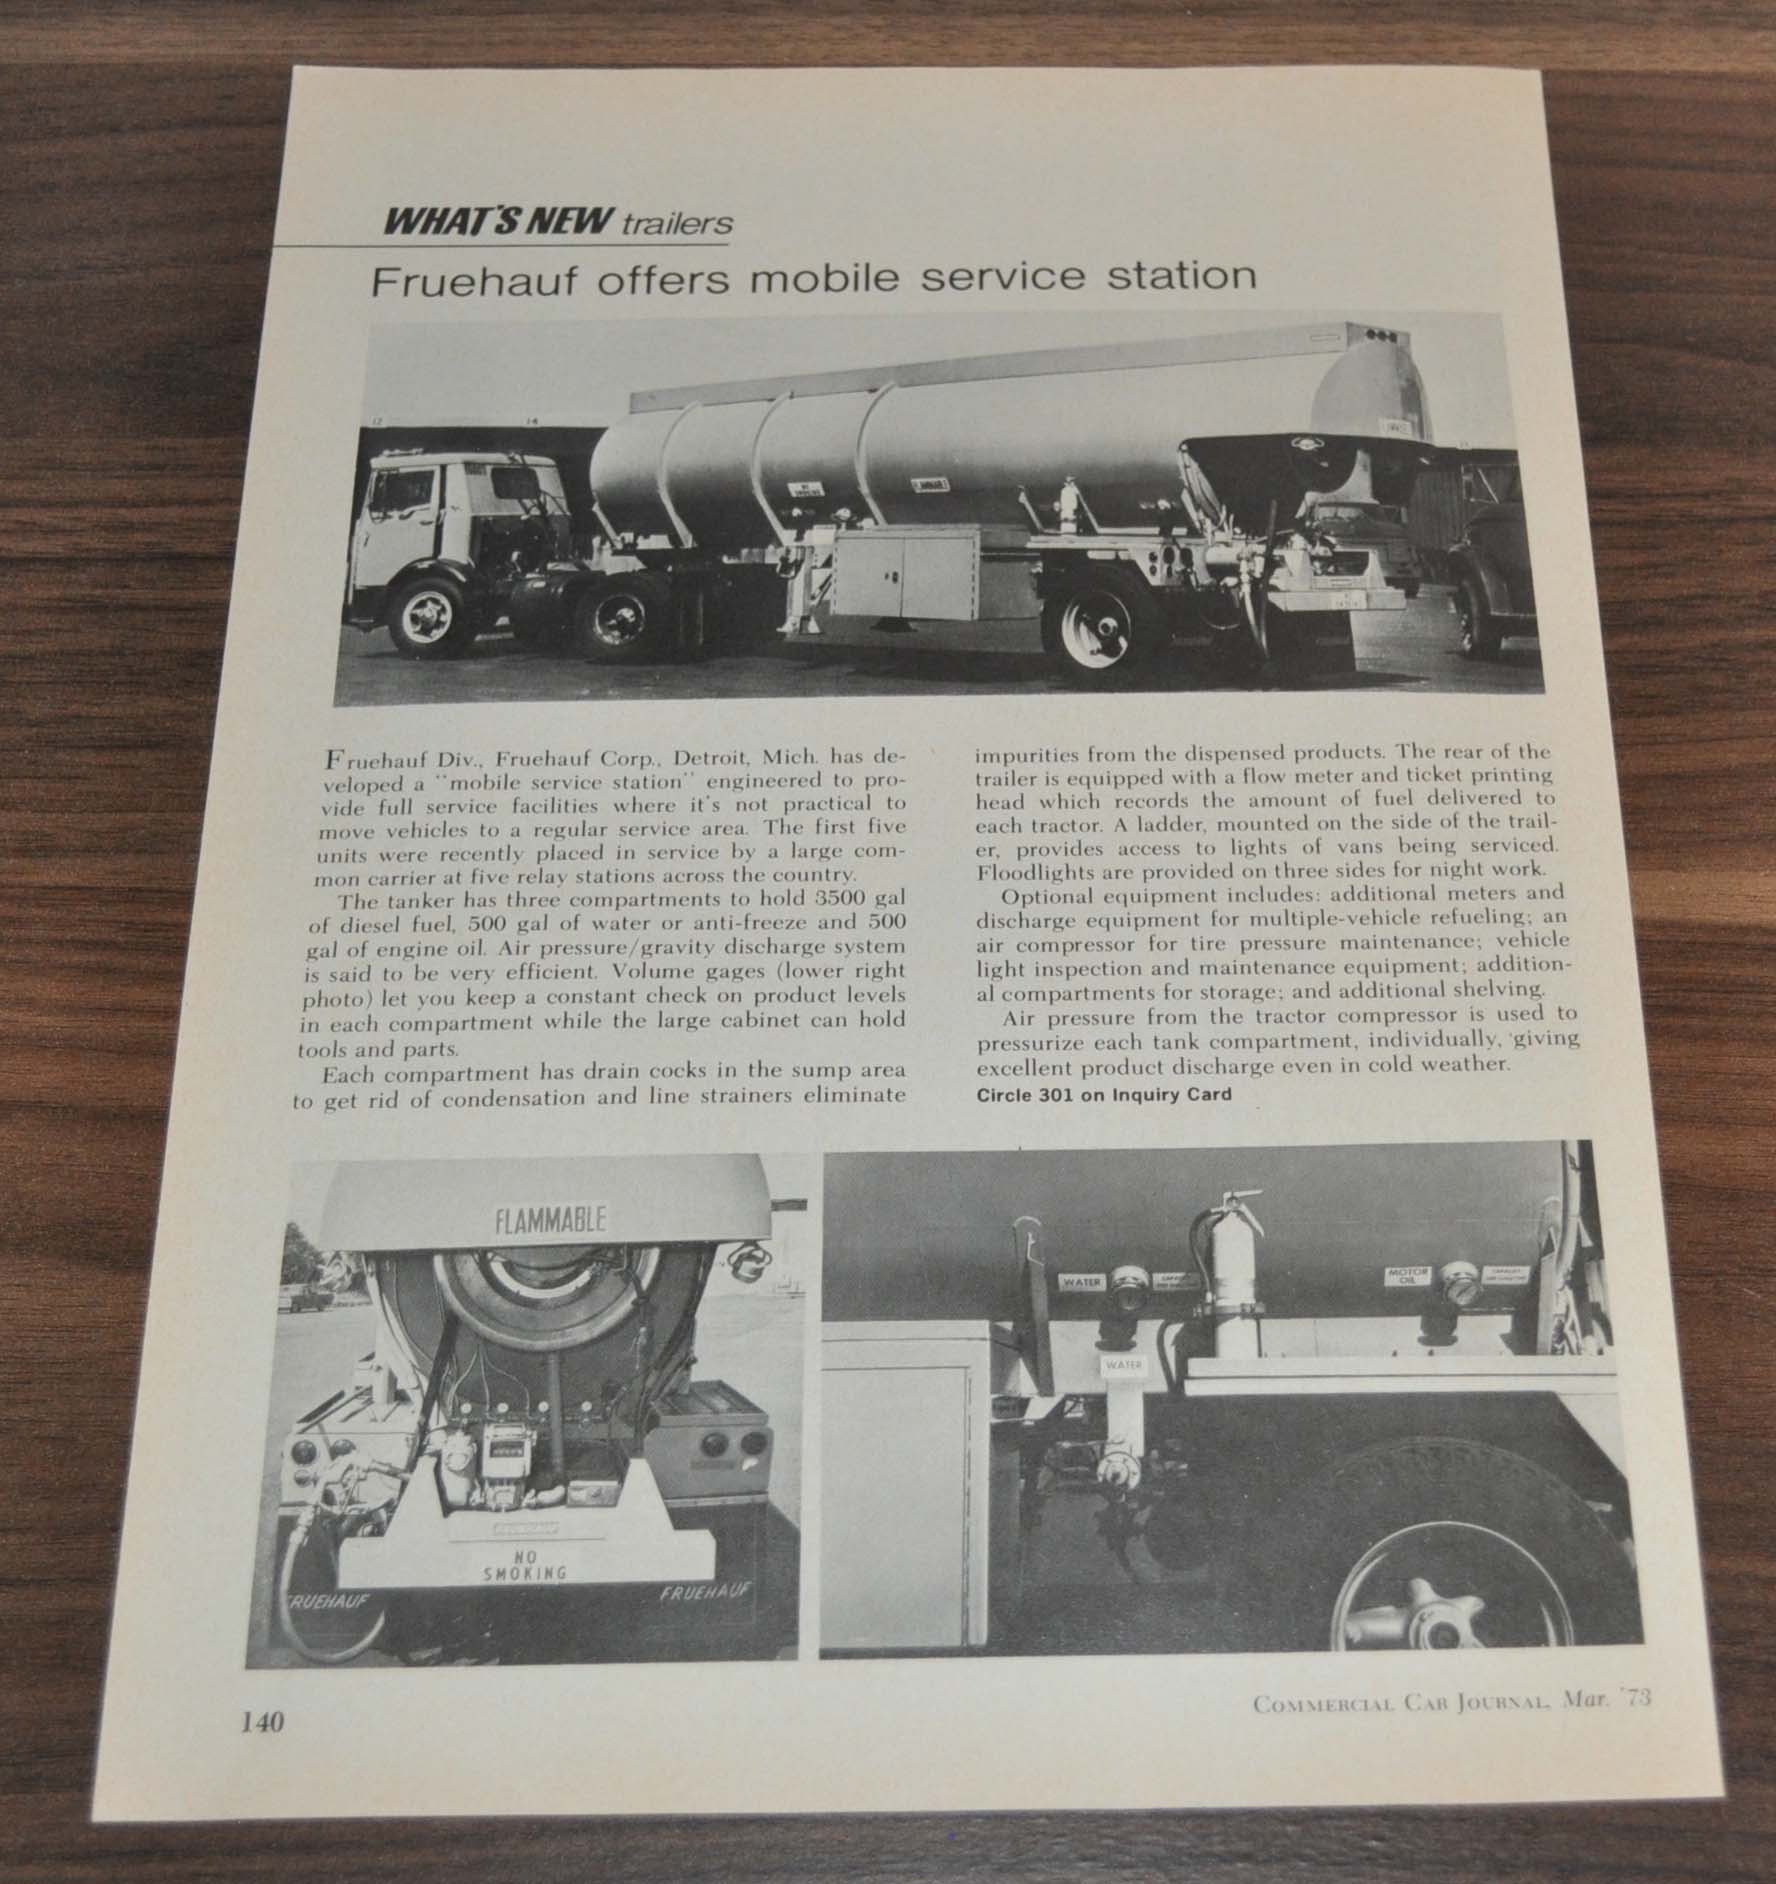 WHAT'S NEW trailers
Fruehauf offers mobile service station
12
14
FLAMMABLE
Fruehauf Div., Fruehauf Corp., Detroit, Mich. has de-
veloped a "mobile service station" engineered to pro-
vide full service facilities where it's not practical to
move vehicles to a regular service area. The first five
units were recently placed in service by a large com-
mon carrier at five relay stations across the country.
The tanker has three compartments to hold 3500 gal
of diesel fuel, 500 gal of water or anti-freeze and 500
gal of engine oil. Air pressure/gravity discharge system
is said to be very efficient. Volume gages (lower right
photo) let you keep a constant check on product levels
in each compartment while the large cabinet can hold
tools and parts.
Each compartment has drain cocks in the sump area
to get rid of condensation and line strainers eliminate
impurities from the dispensed products. The rear of the
trailer is equipped with a flow meter and ticket printing
head which records the amount of fuel delivered to
each tractor. A ladder, mounted on the side of the trail-
er, provides access to lights of vans being serviced.
Floodlights are provided on three sides for night work.
Optional equipment includes: additional meters and
discharge equipment for multiple-vehicle refueling; an
air compressor for tire pressure maintenance; vehicle
light inspection and maintenance equipment; addition-
al compartments for storage; and additional shelving.
Air pressure from the tractor compressor is used to
pressurize each tank compartment, individually, giving
excellent product discharge even in cold weather.
Circle 301 on Inquiry Card
FLAMMABLE
NO
SMOKING
FRUEHAUF
FRUEHAUF
WATER
MOTOR
OIL
WATER
140
COMMERCIAL CAR JOURNAL, Mar. '73